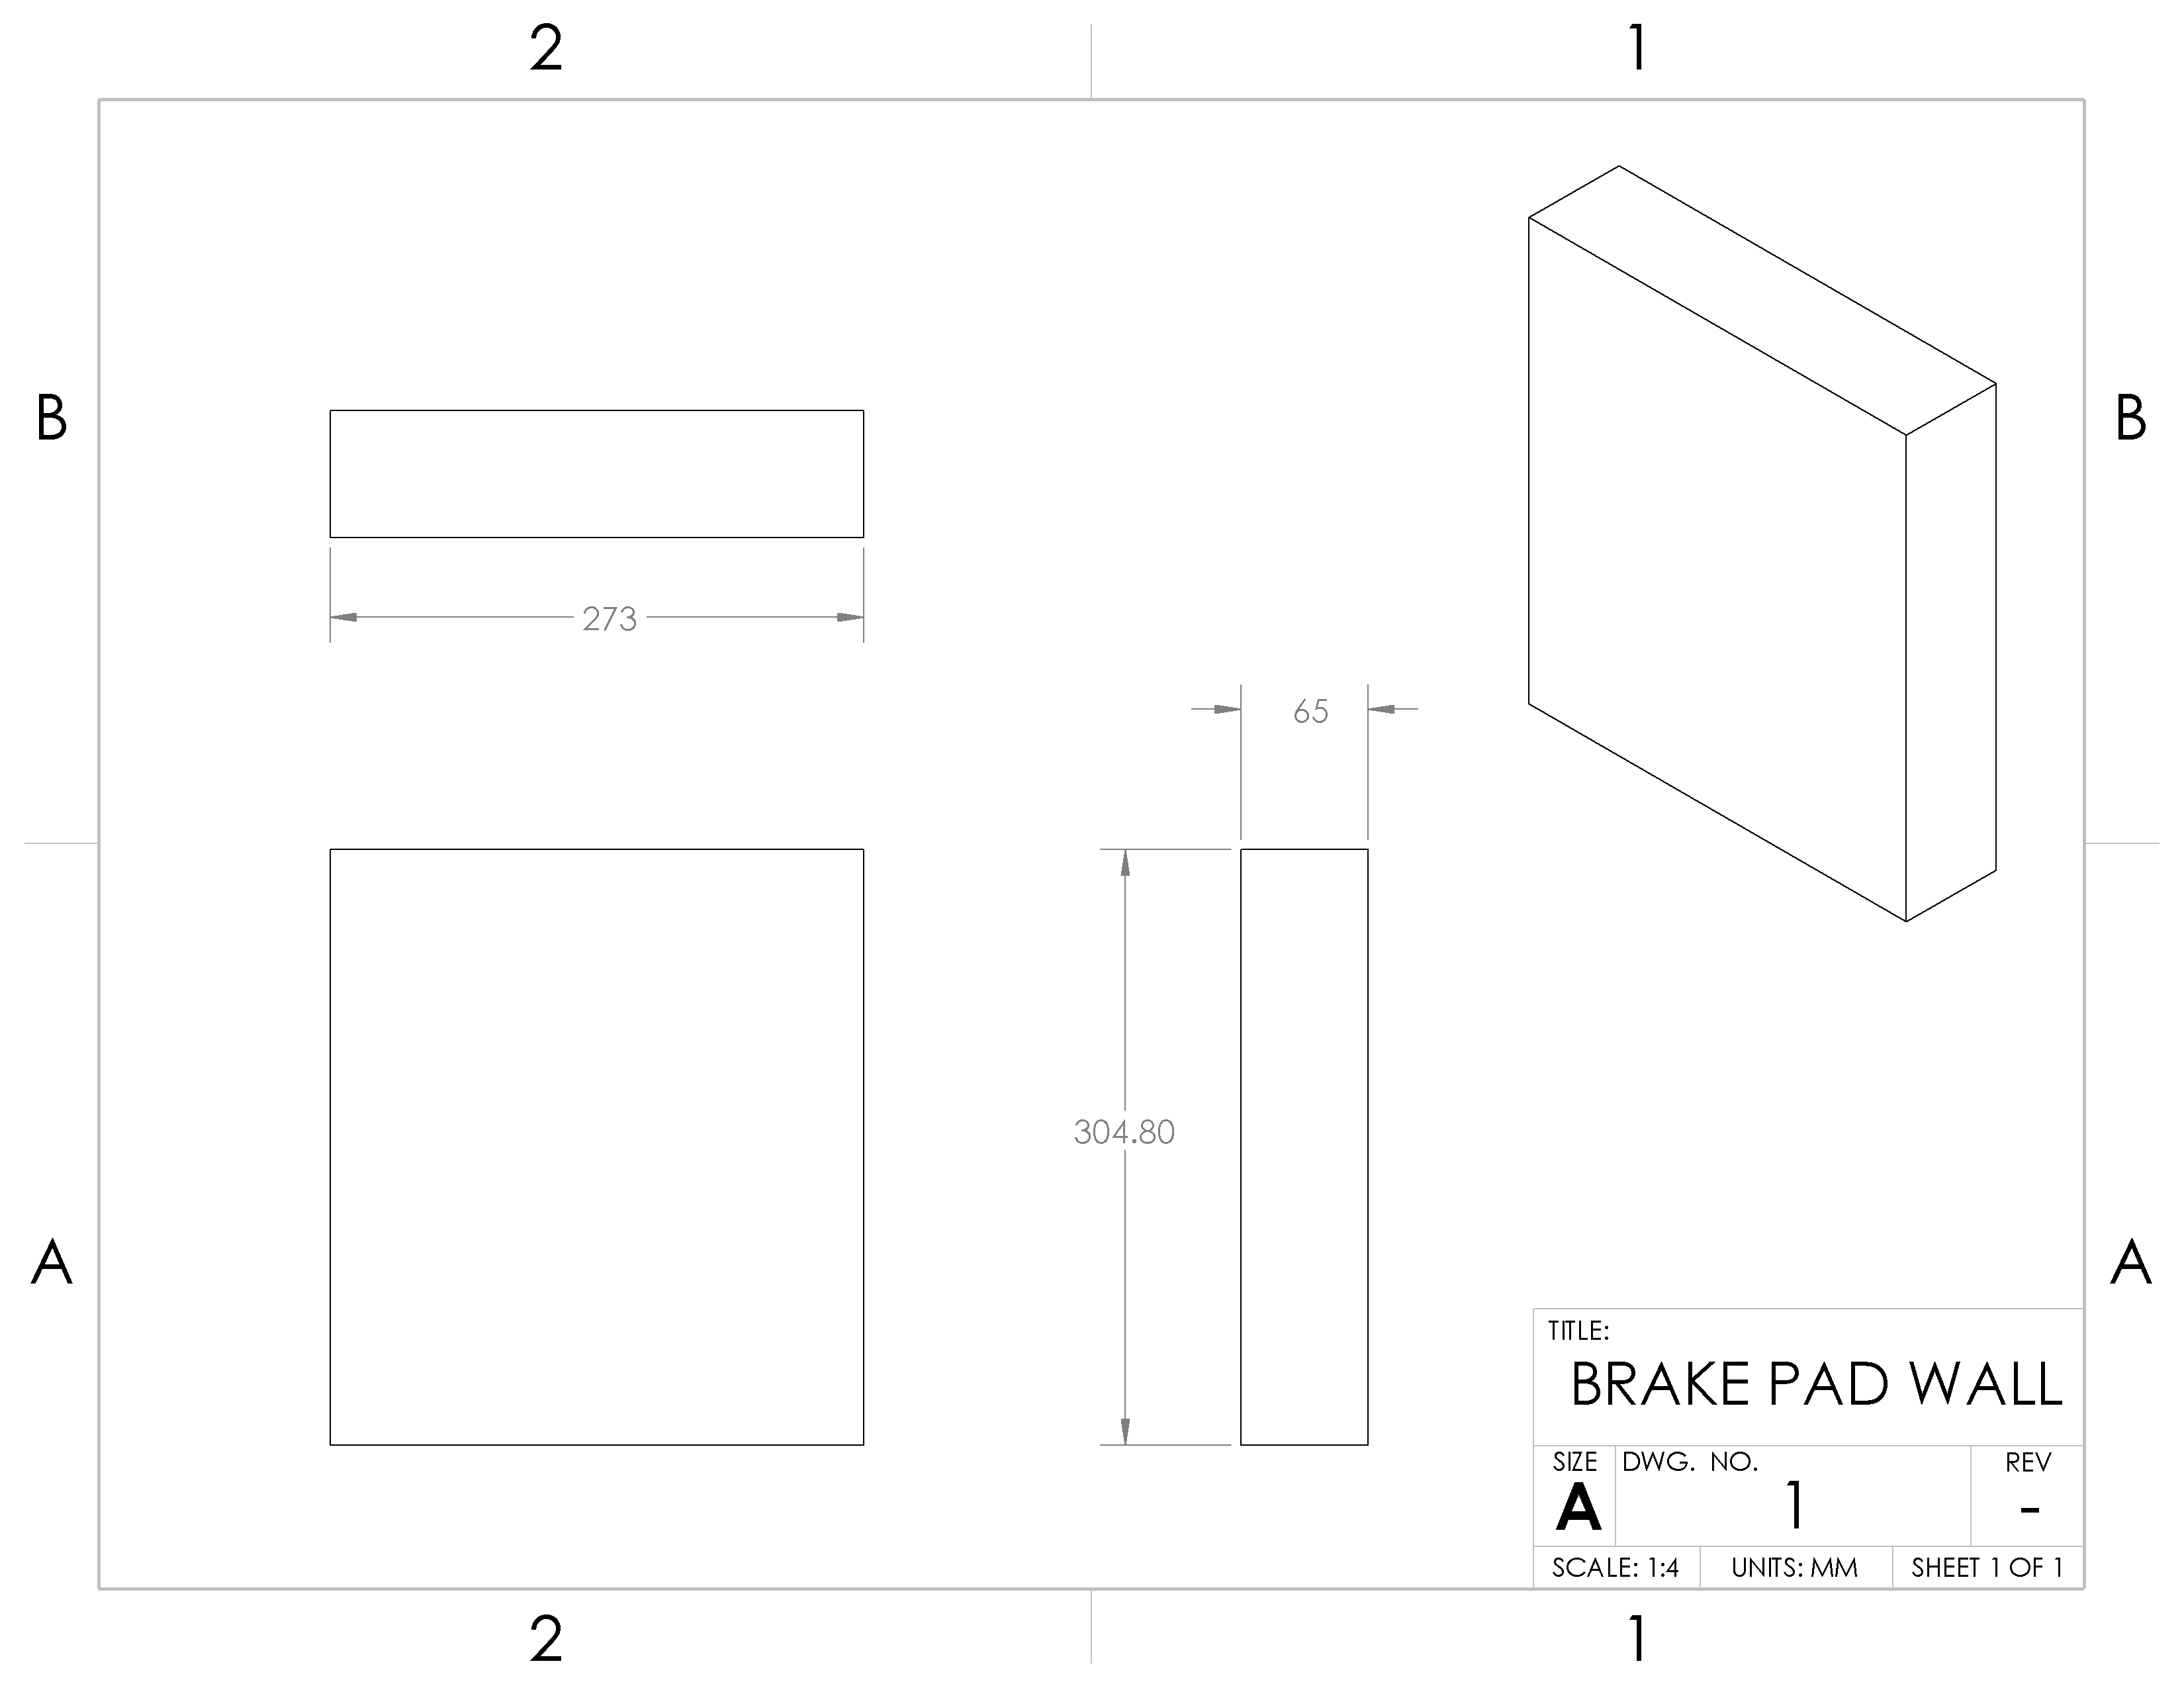 2 1
B B
273
65
304.80
A A
TITLE:
BRAKE PAD WALL
SIZE DWG. NO. REV
A 1 -
SCALE: 1:4 UNITS: MM SHEET 1 OF 1
2 1